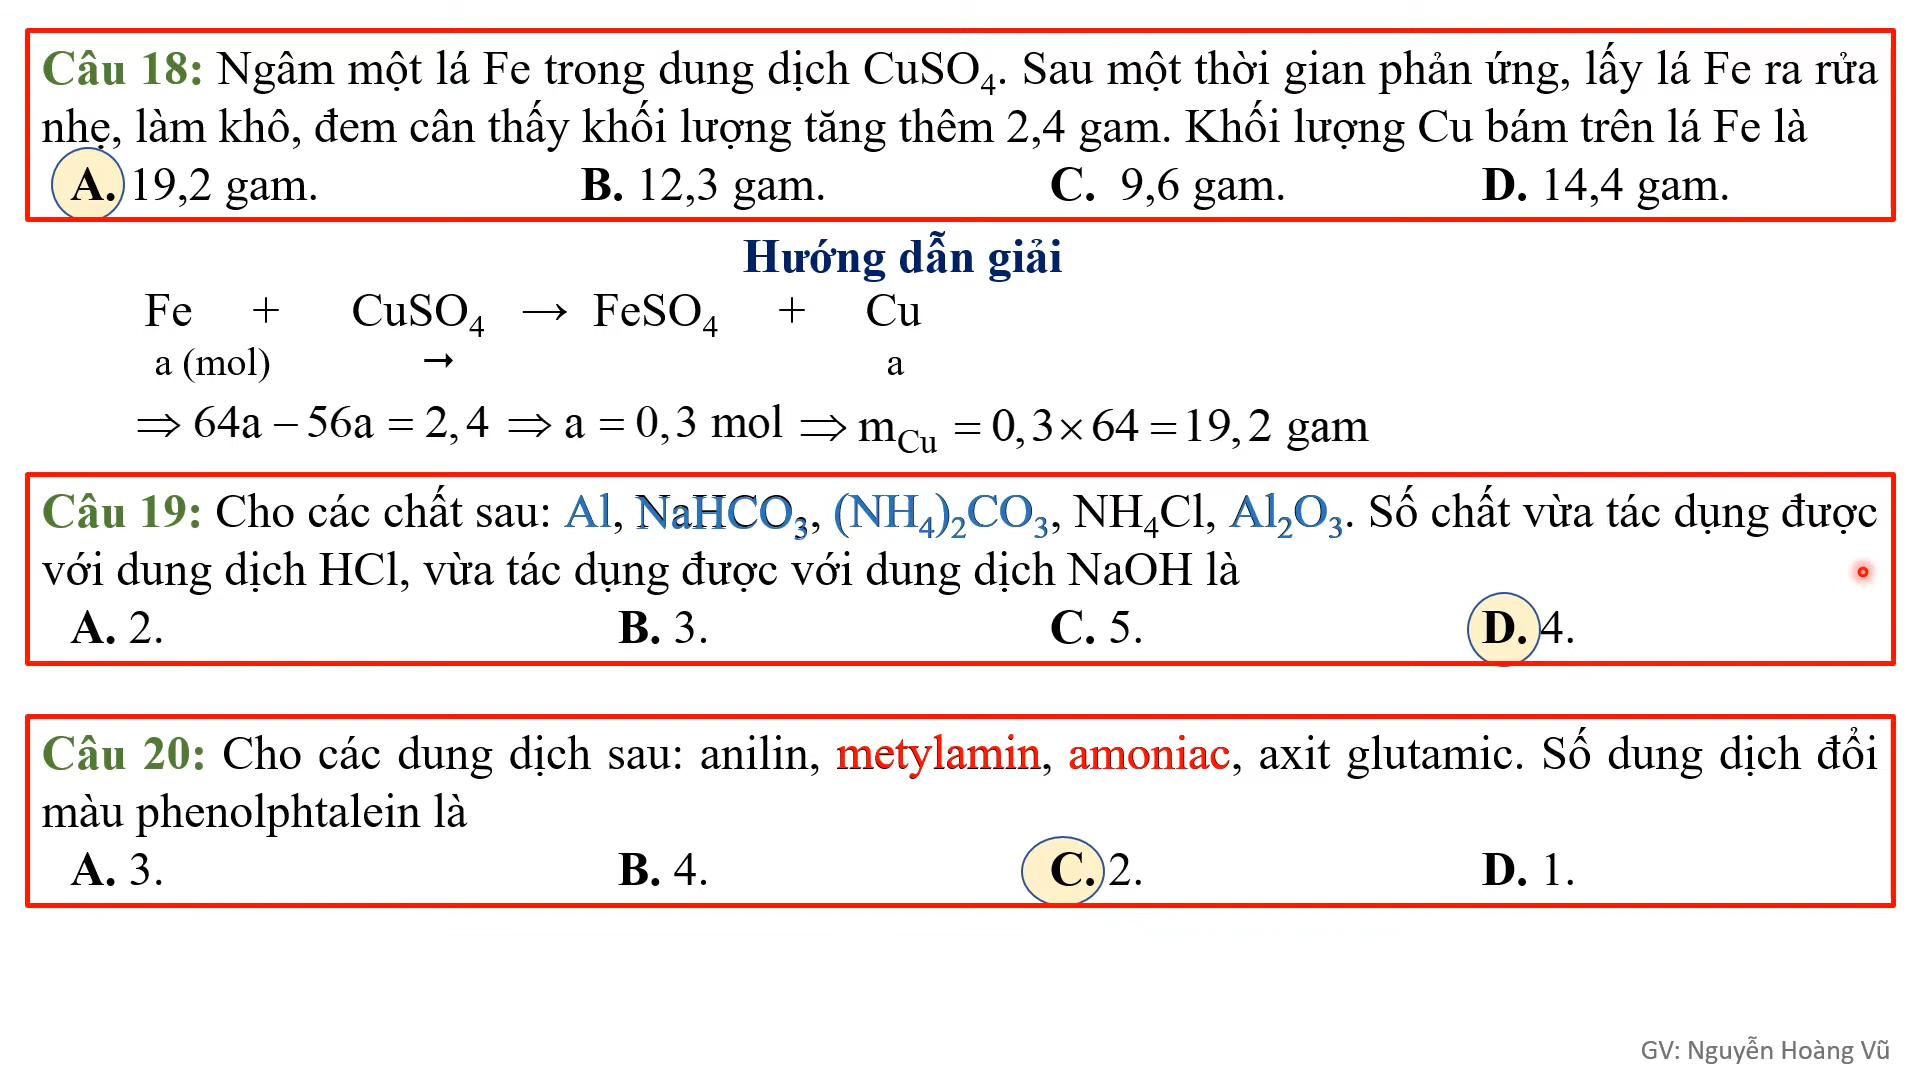 Câu 18: Ngâm một lá Fe trong dung dịch CuSO₄. Sau một thời gian phản ứng, lấy lá Fe ra rửa
nhẹ, làm khô, đem cân thấy khối lượng tăng thêm 2,4 gam. Khối lượng Cu bám trên lá Fe là
A. 19,2 gam. B. 12,3 gam. C. 9,6 gam. D. 14,4 gam.
Hướng dẫn giải
Fe + CuSO₄ → FeSO₄ + Cu
a (mol) → a
⇒ 64a − 56a = 2,4 ⇒ a = 0,3 mol ⇒ m_Cu = 0,3 × 64 = 19,2 gam
Câu 19: Cho các chất sau: Al, NaHCO₃, (NH₄)₂CO₃, NH₄Cl, Al₂O₃. Số chất vừa tác dụng được
với dung dịch HCl, vừa tác dụng được với dung dịch NaOH là
A. 2. B. 3. C. 5. D. 4.
Câu 20: Cho các dung dịch sau: anilin, metylamin, amoniac, axit glutamic. Số dung dịch đổi
màu phenolphtalein là
A. 3. B. 4. C. 2. D. 1.
GV: Nguyễn Hoàng Vũ